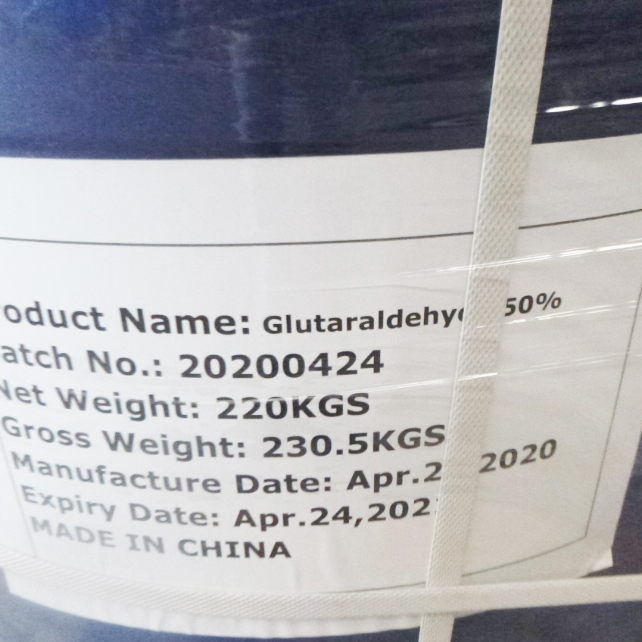 oduct Name: Glutaraldehy 50%
atch No.: 20200424
Net Weight: 220KGS
Gross Weight: 230.5KGS
Manufacture Date: Apr.2 2020
Expiry Date: Apr.24,202
MADE IN CHINA